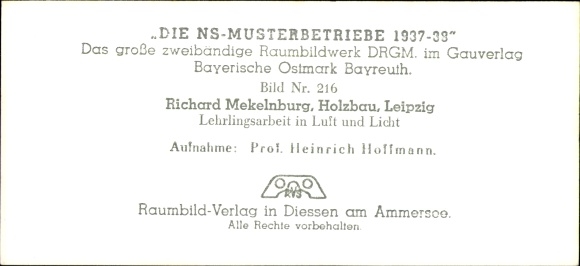 „DIE NS-MUSTERBETRIEBE 1937-38“
Das große zweibändige Raumbildwerk DRGM. im Gauverlag
Bayerische Ostmark Bayreuth.
Bild Nr. 216
Richard Mekelnburg, Holzbau, Leipzig
Lehrlingsarbeit in Luft und Licht
Aufnahme: Prof. Heinrich Hoffmann.
RVS
Raumbild-Verlag in Diessen am Ammersee.
Alle Rechte vorbehalten.